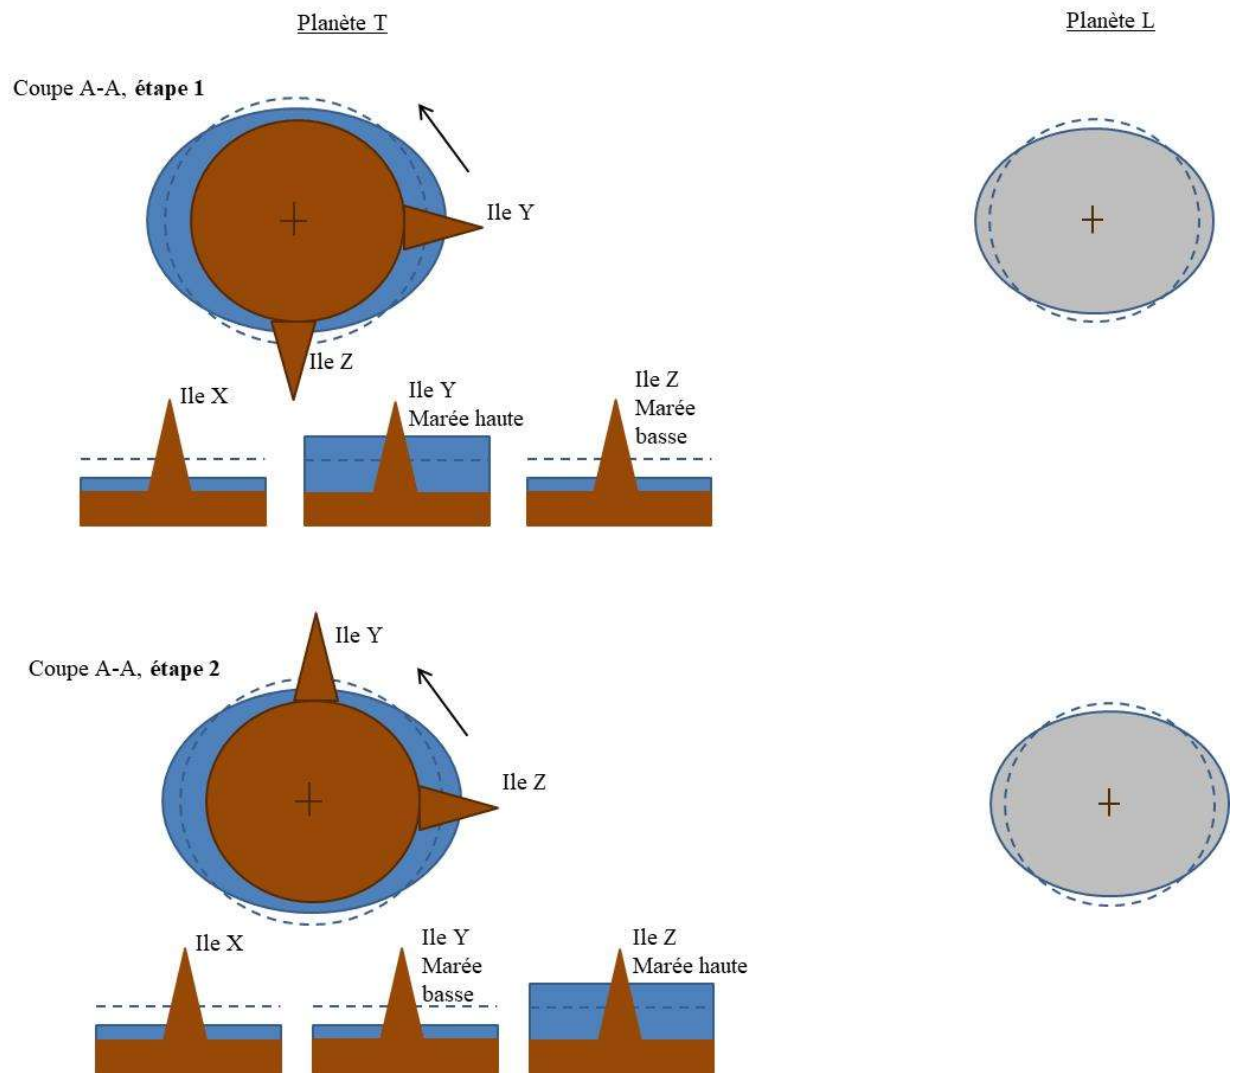 Planète T
Planète L
Coupe A-A, étape 1
Ile Y
Ile Z
Ile X
Ile Y
Marée haute
Ile Z
Marée
basse
Ile Y
Coupe A-A, étape 2
Ile Z
Ile X
Ile Y
Marée
basse
Ile Z
Marée haute